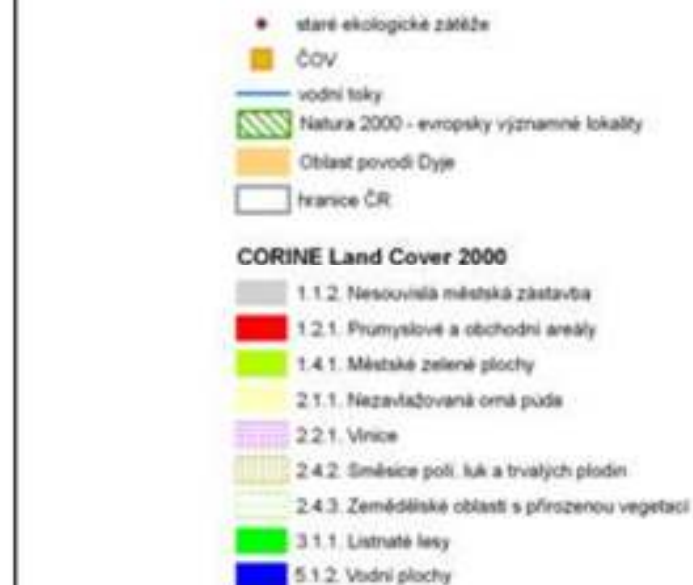 staré ekologické zátěže
ČOV
vodní toky
Natura 2000 - evropsky významné lokality
Oblast povodí Dyje
hranice ČR
CORINE Land Cover 2000
1.1.2. Nesouvislá městská zástavba
1.2.1. Průmyslové a obchodní areály
1.4.1. Městské zelené plochy
2.1.1. Nezavlažovaná orná půda
2.2.1. Vinice
2.4.2. Směsice polí, luk a trvalých plodin
2.4.3. Zemědělské oblasti s přirozenou vegetací
3.1.1. Listnaté lesy
5.1.2. Vodní plochy